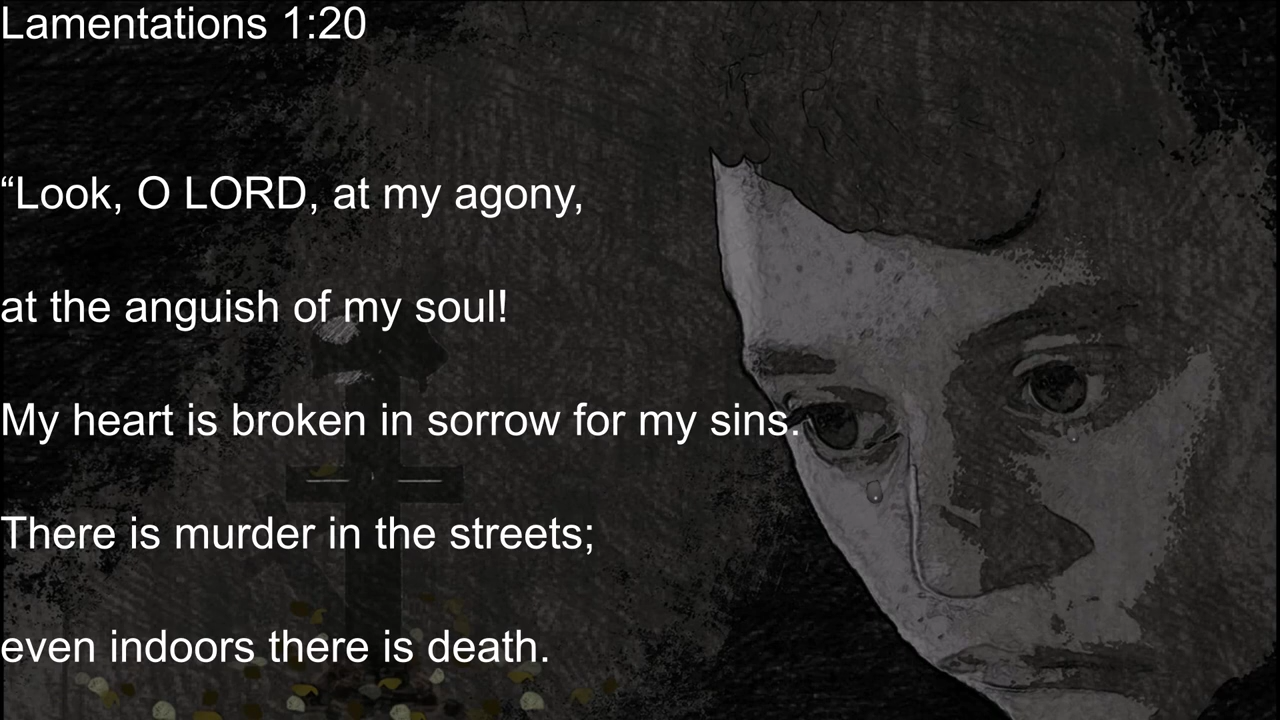 Lamentations 1:20
“Look, O LORD, at my agony,
at the anguish of my soul!
My heart is broken in sorrow for my sins.
There is murder in the streets;
even indoors there is death.